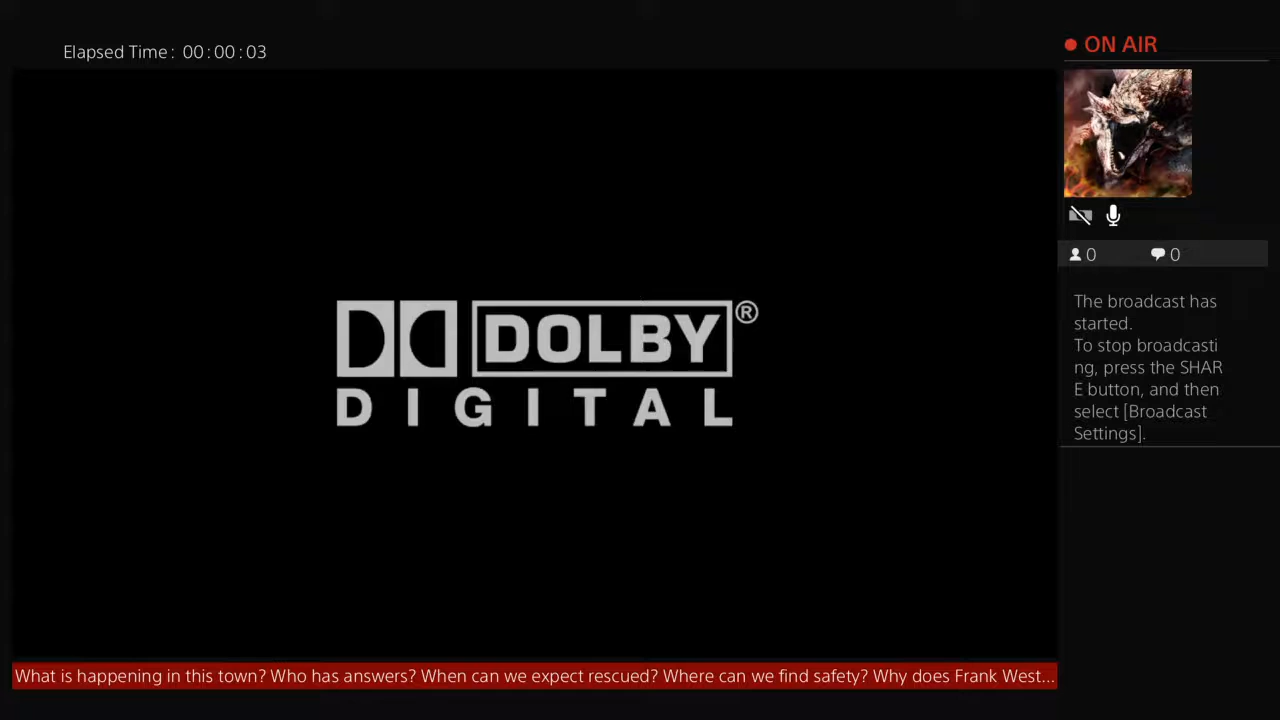 Elapsed Time: 00:00:03
ON AIR
0 0
The broadcast has
started.
To stop broadcasti
ng, press the SHAR
E button, and then
select [Broadcast
Settings].
DOLBY®
DIGITAL
What is happening in this town? Who has answers? When can we expect rescued? Where can we find safety? Why does Frank West...